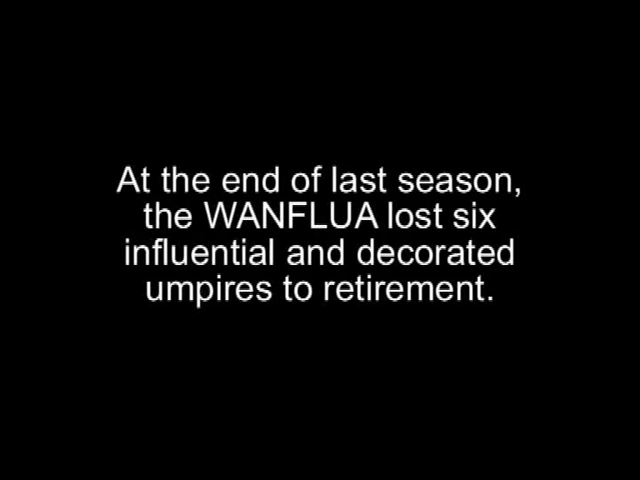 At the end of last season,
the WANFLUA lost six
influential and decorated
umpires to retirement.